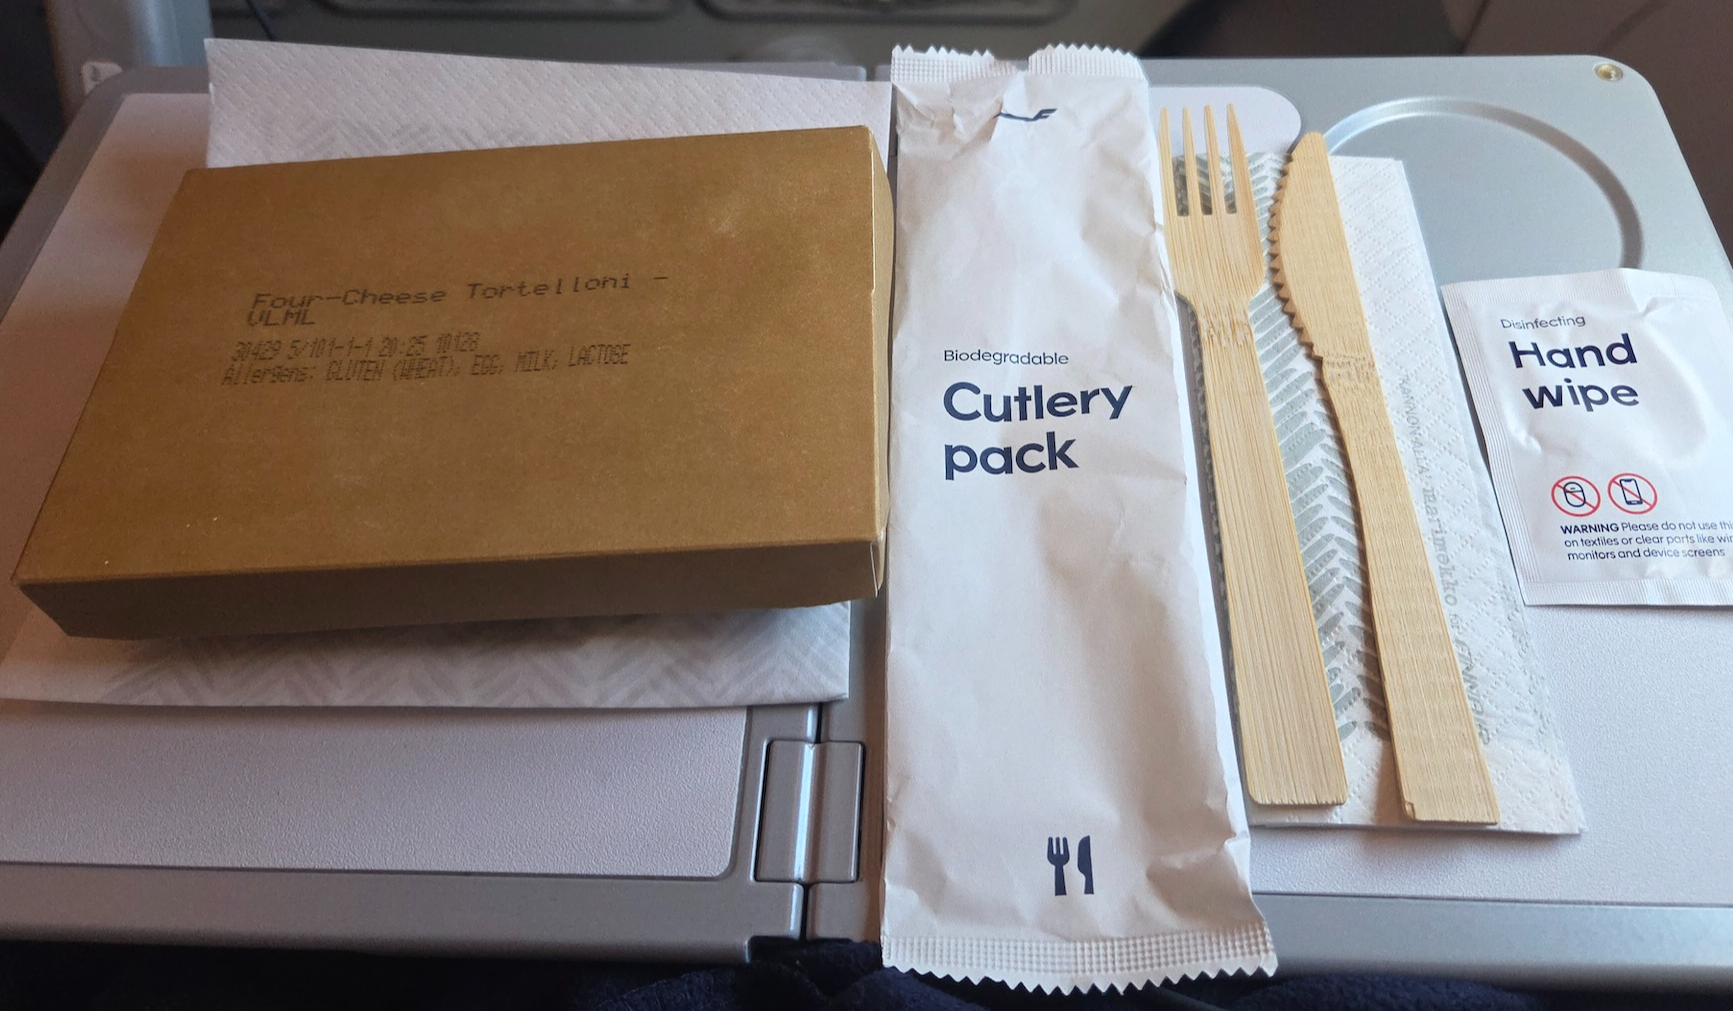 Four-Cheese Tortelloni -
VLML
30429 5/101-1-1 20:25 10128
Allergens: GLUTEN (WHEAT), EGG, MILK, LACTOSE
Biodegradable
Cutlery
pack
marimekko
Disinfecting
Hand
wipe
WARNING Please do not use
on textiles or clear parts like
monitors and device screens